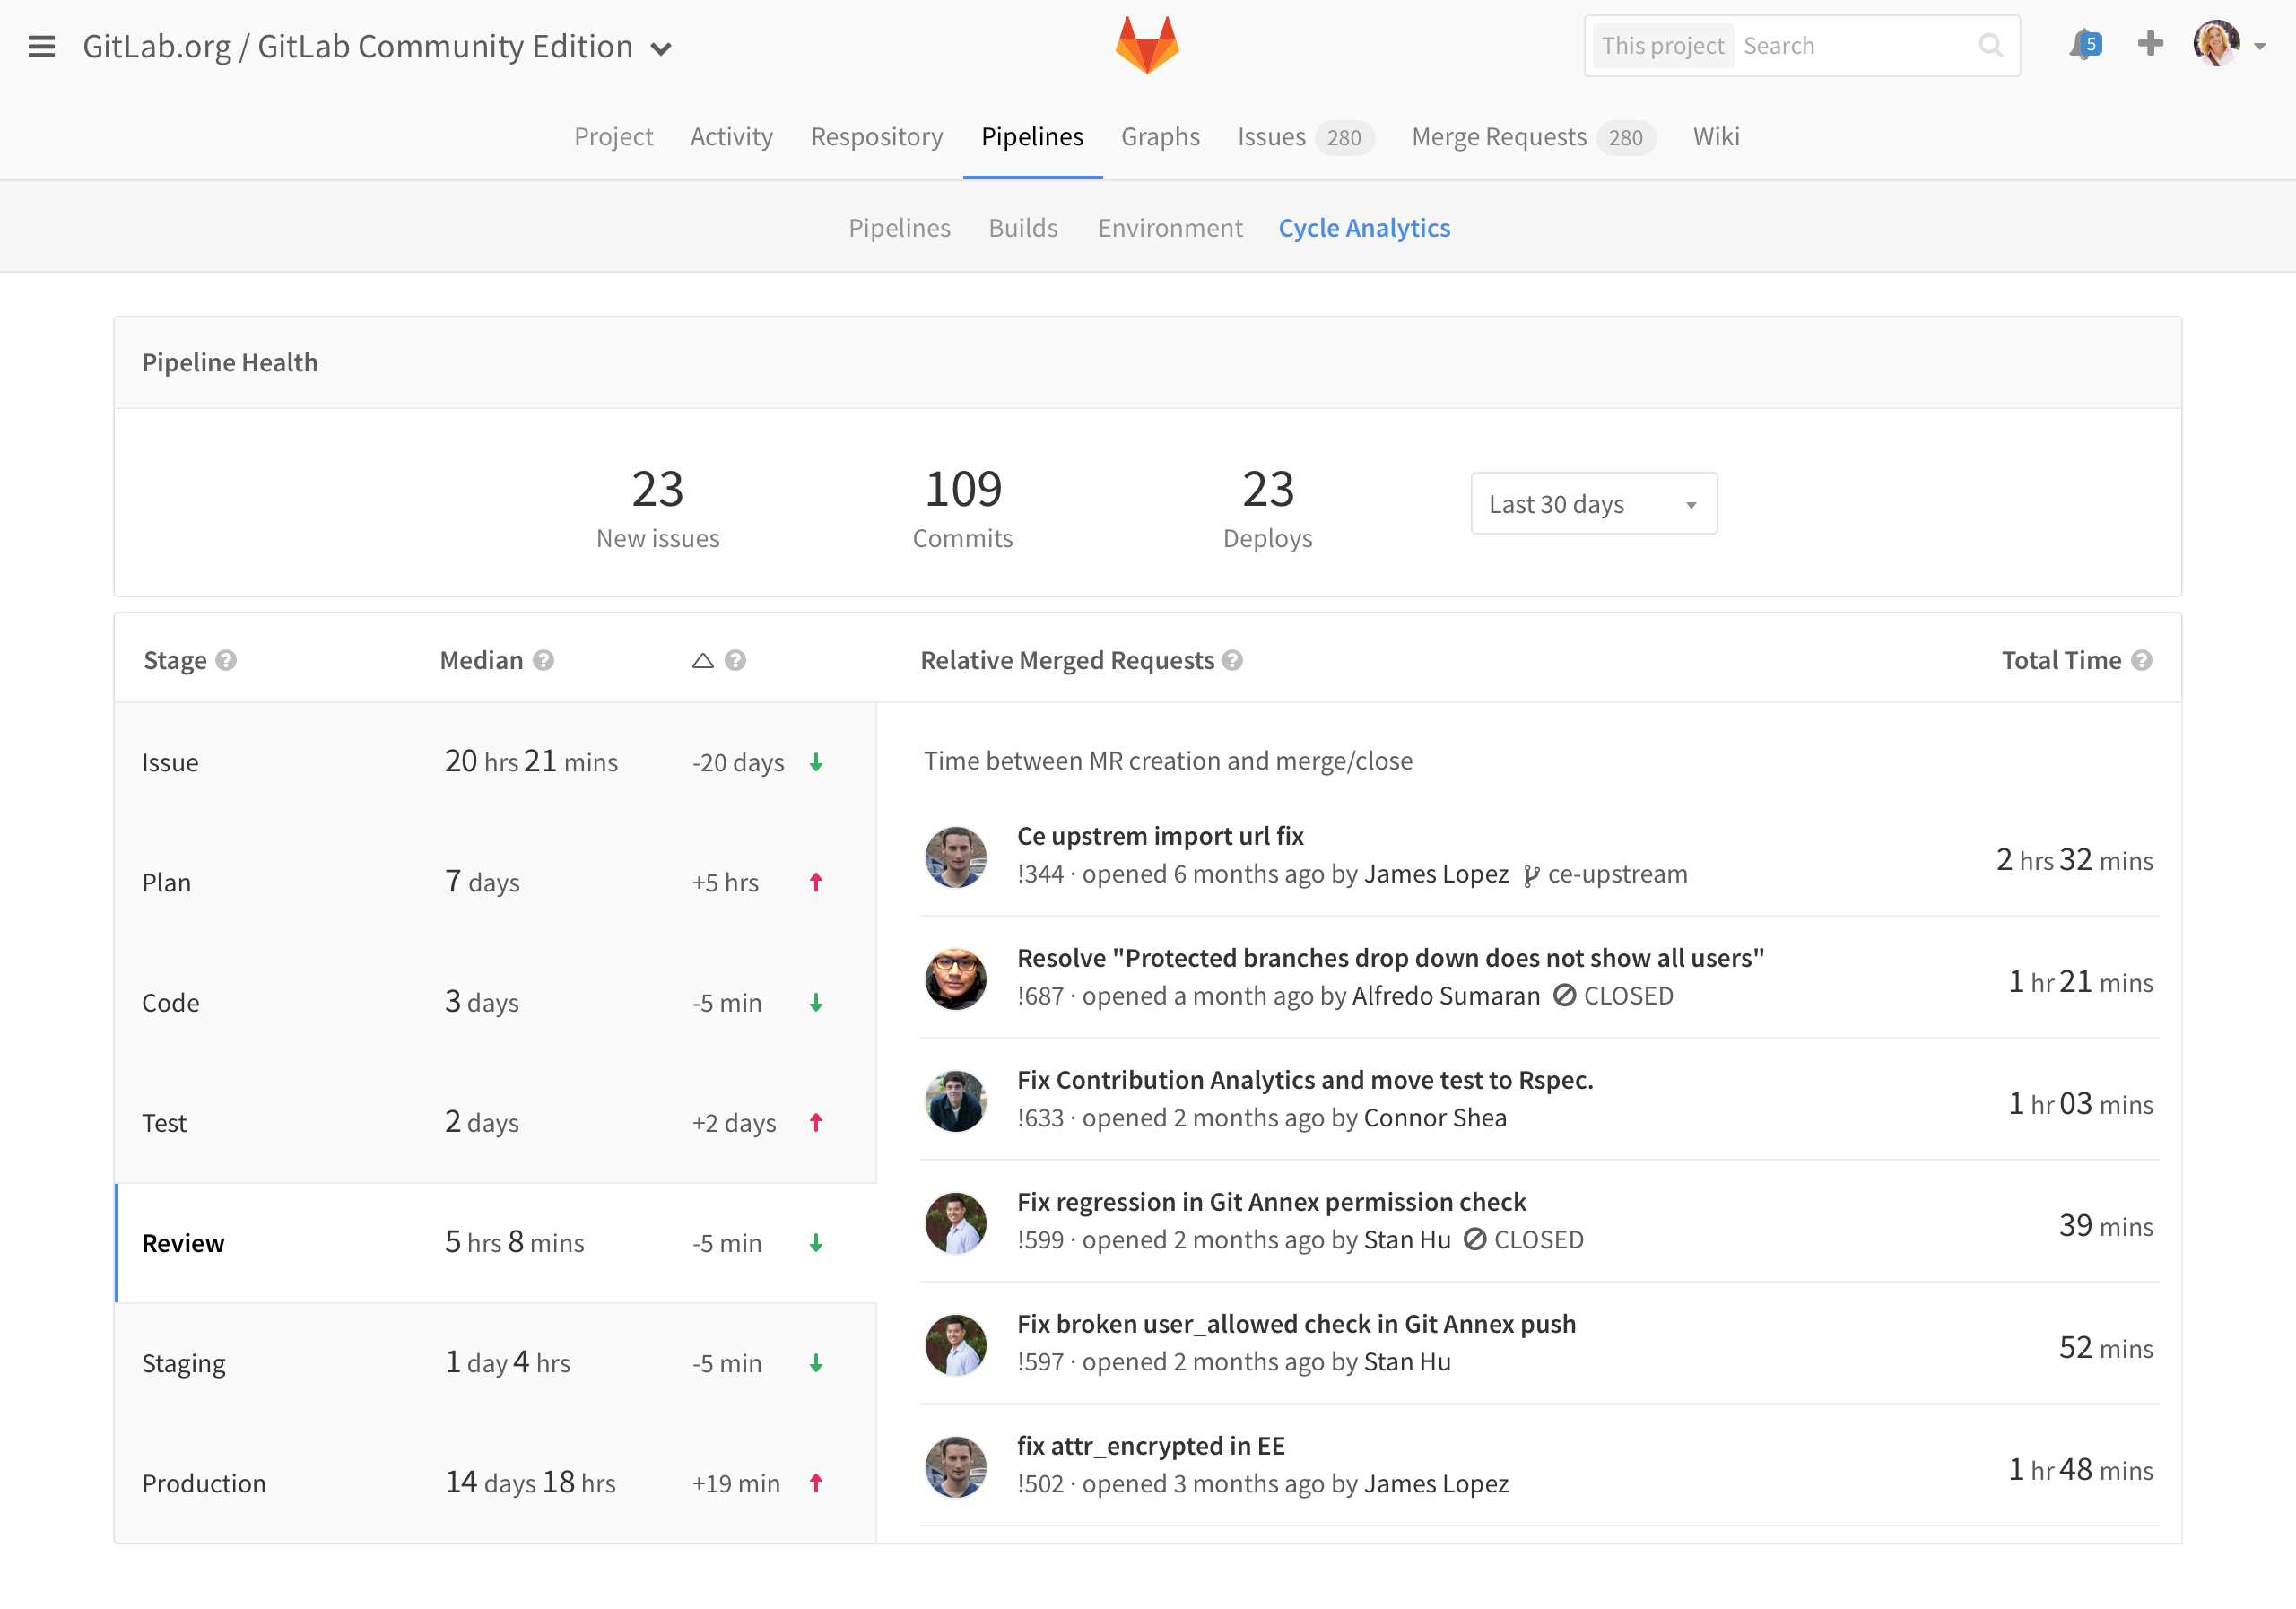 GitLab.org / GitLab Community Edition
This project Search
5
Project Activity Respository Pipelines Graphs Issues 280 Merge Requests 280 Wiki
Pipelines Builds Environment Cycle Analytics
Pipeline Health
23 109 23
New issues Commits Deploys
Last 30 days
Stage ? Median ? △ ? Relative Merged Requests ? Total Time ?
Issue 20 hrs 21 mins -20 days
Plan 7 days +5 hrs
Code 3 days -5 min
Test 2 days +2 days
Review 5 hrs 8 mins -5 min
Staging 1 day 4 hrs -5 min
Production 14 days 18 hrs +19 min
Time between MR creation and merge/close
Ce upstrem import url fix
!344 · opened 6 months ago by James Lopez ce-upstream
2 hrs 32 mins
Resolve "Protected branches drop down does not show all users"
!687 · opened a month ago by Alfredo Sumaran CLOSED
1 hr 21 mins
Fix Contribution Analytics and move test to Rspec.
!633 · opened 2 months ago by Connor Shea
1 hr 03 mins
Fix regression in Git Annex permission check
!599 · opened 2 months ago by Stan Hu CLOSED
39 mins
Fix broken user_allowed check in Git Annex push
!597 · opened 2 months ago by Stan Hu
52 mins
fix attr_encrypted in EE
!502 · opened 3 months ago by James Lopez
1 hr 48 mins